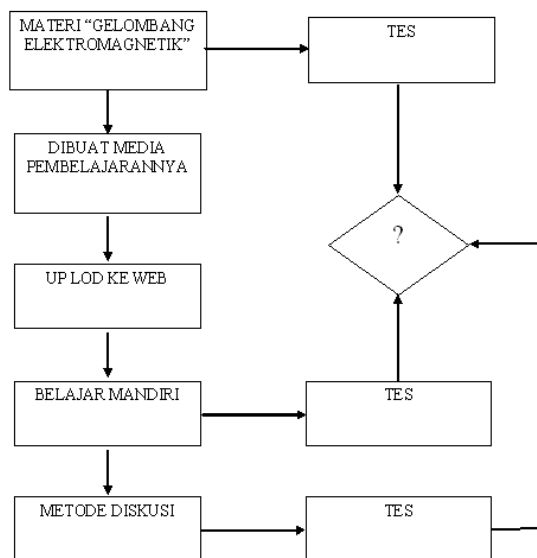 MATERI “GELOMBANG
ELEKTROMAGNETIK”
TES
DIBUAT MEDIA
PEMBELAJARANNYA
?
UP LOD KE WEB
BELAJAR MANDIRI
TES
METODE DISKUSI
TES